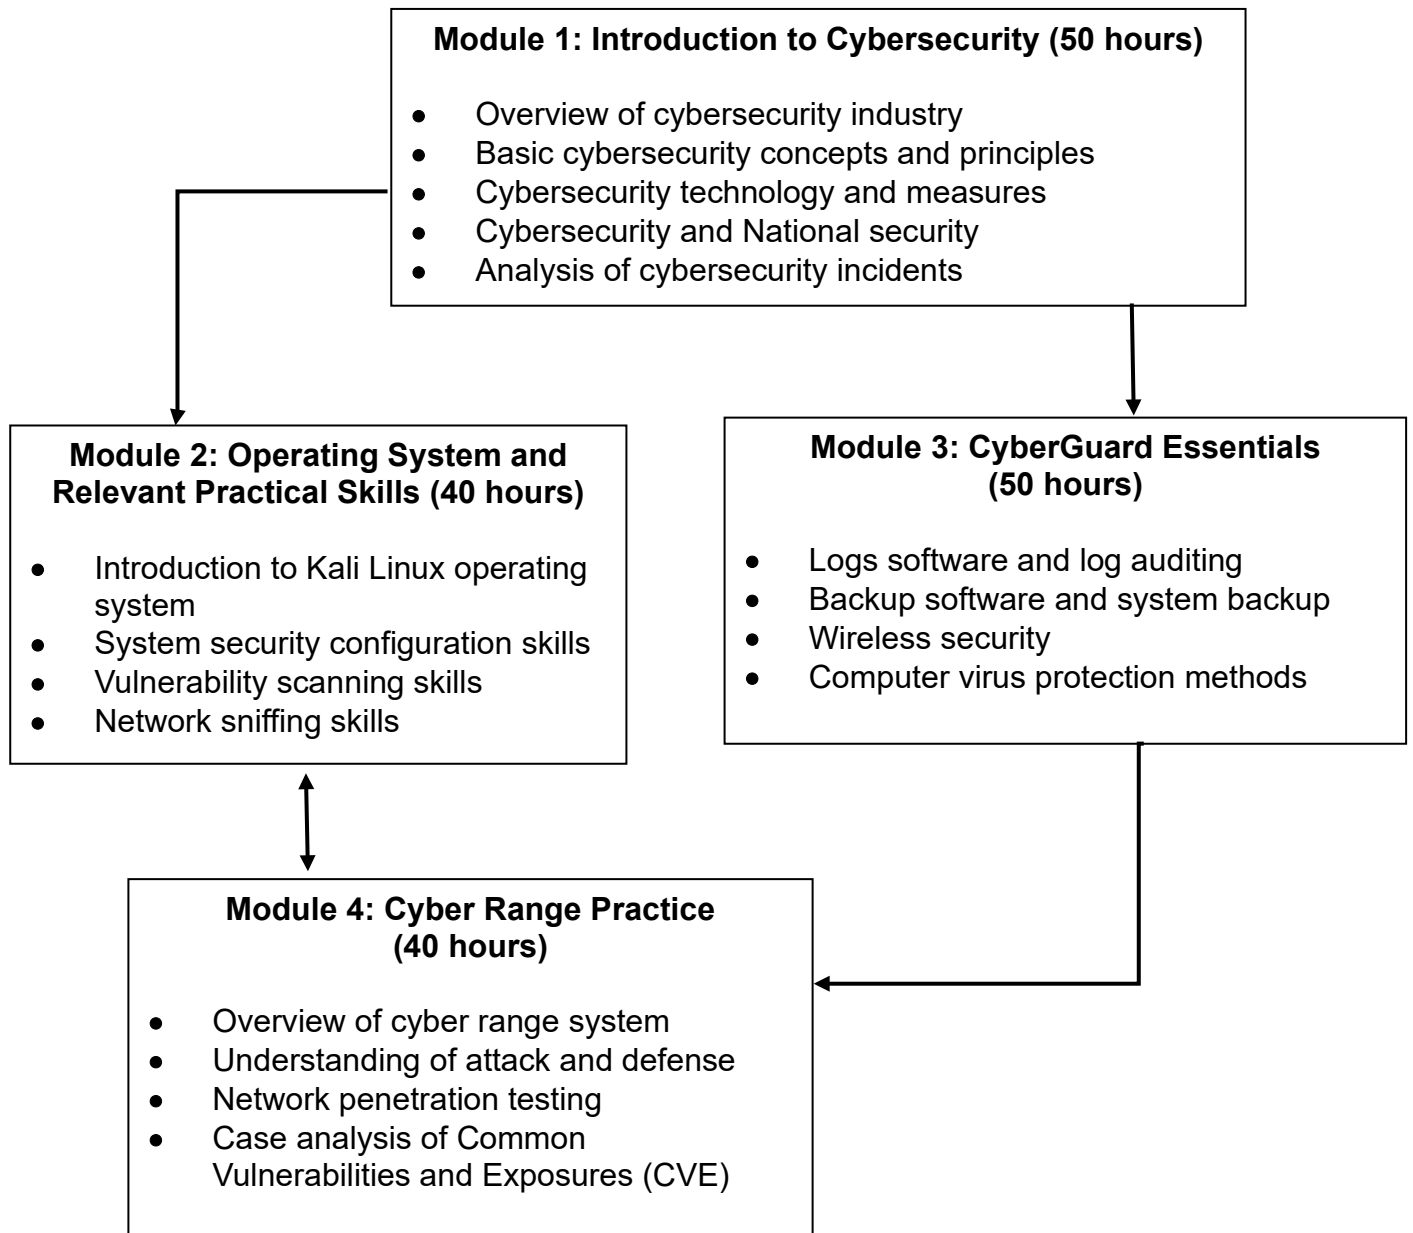 Module 1: Introduction to Cybersecurity (50 hours)
● Overview of cybersecurity industry
● Basic cybersecurity concepts and principles
● Cybersecurity technology and measures
● Cybersecurity and National security
● Analysis of cybersecurity incidents
Module 2: Operating System and
Relevant Practical Skills (40 hours)
● Introduction to Kali Linux operating
system
● System security configuration skills
● Vulnerability scanning skills
● Network sniffing skills
Module 3: CyberGuard Essentials
(50 hours)
● Logs software and log auditing
● Backup software and system backup
● Wireless security
● Computer virus protection methods
Module 4: Cyber Range Practice
(40 hours)
● Overview of cyber range system
● Understanding of attack and defense
● Network penetration testing
● Case analysis of Common
Vulnerabilities and Exposures (CVE)